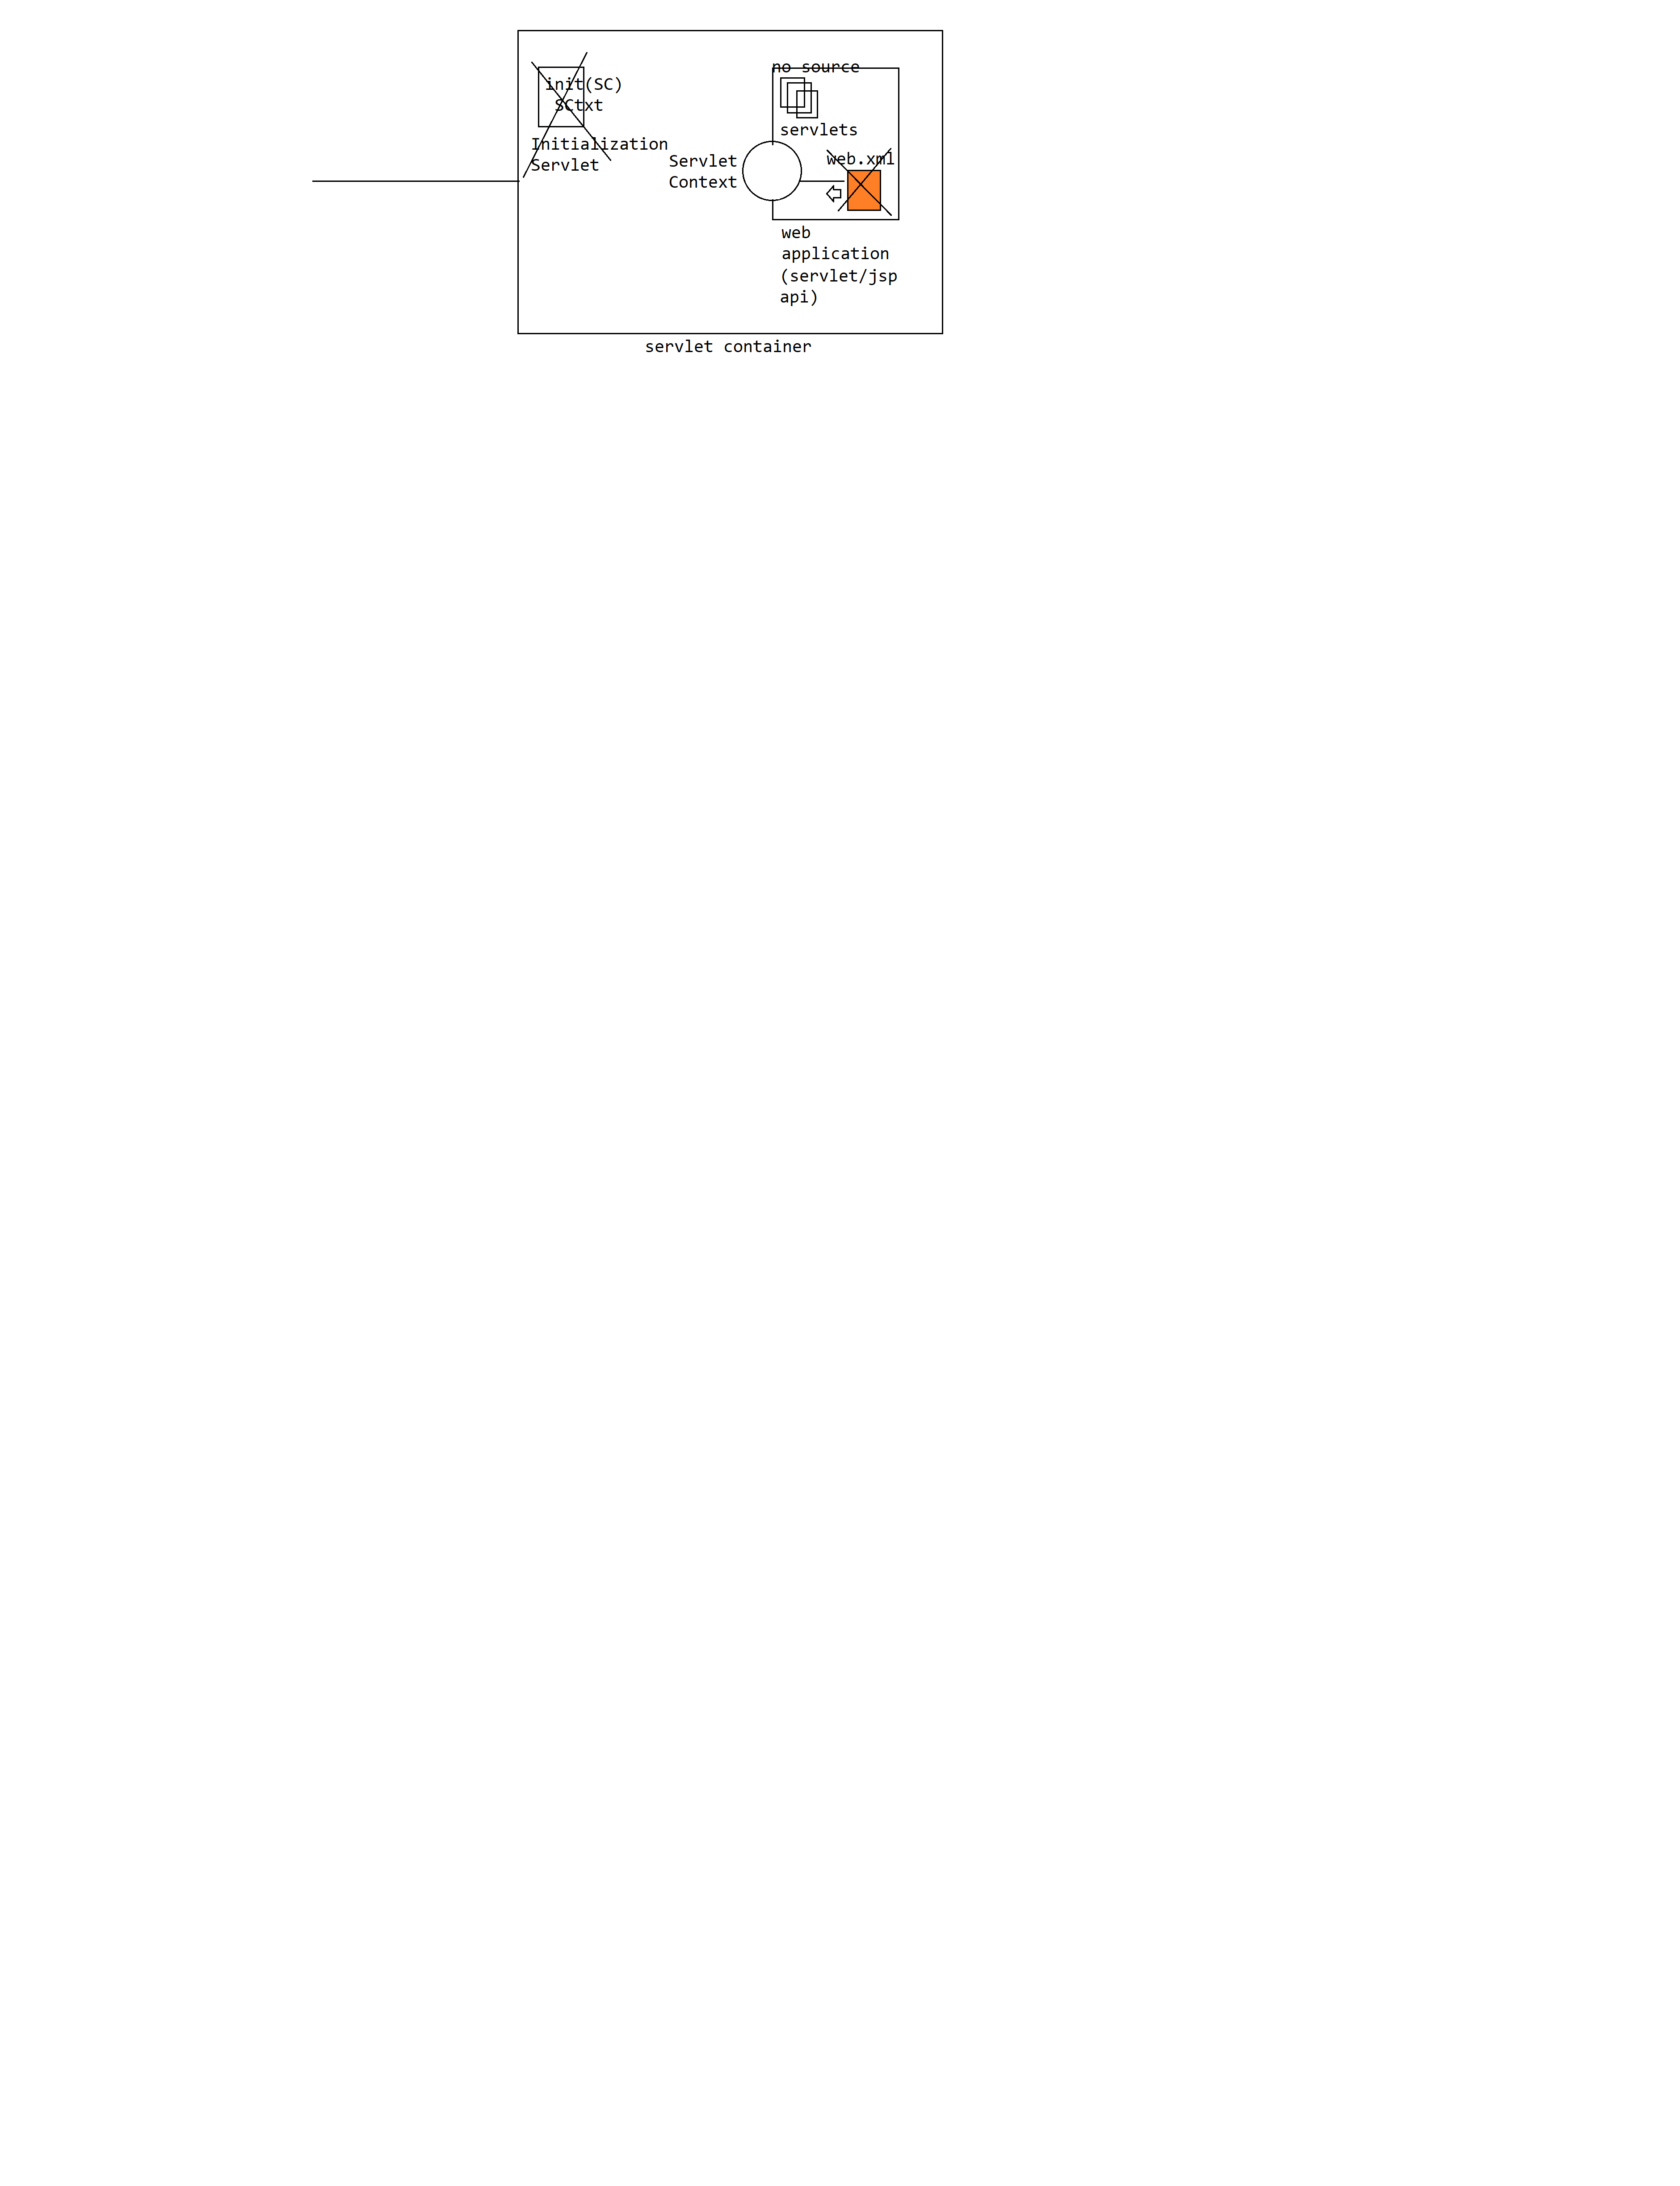 no source
init(SC)
SCtxt
servlets
Initialization
Servlet
Servlet
Context
web.xml
web
application
(servlet/jsp
api)
servlet container